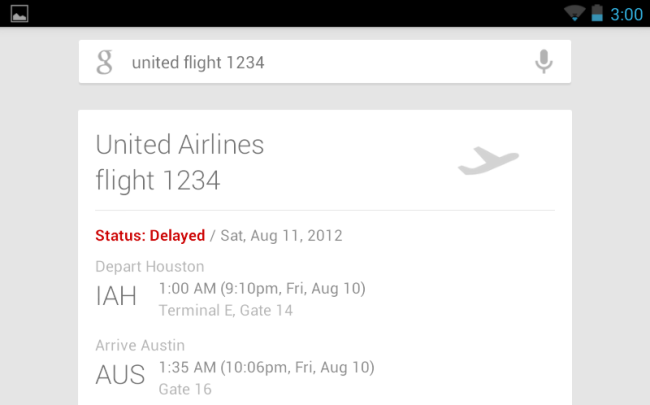 3:00
g united flight 1234
United Airlines
flight 1234
Status: Delayed / Sat, Aug 11, 2012
Depart Houston
IAH 1:00 AM (9:10pm, Fri, Aug 10)
Terminal E, Gate 14
Arrive Austin
AUS 1:35 AM (10:06pm, Fri, Aug 10)
Gate 16